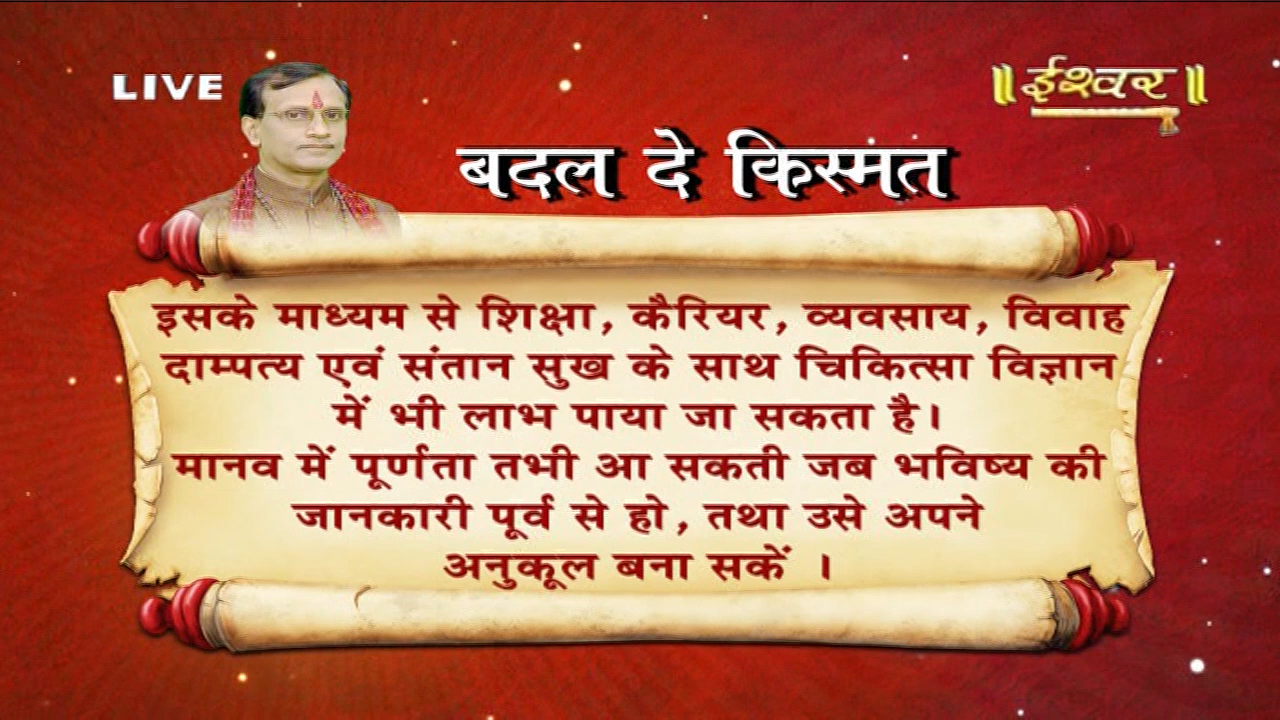 LIVE
॥ईश्वर॥
बदल दे किस्मत
इसके माध्यम से शिक्षा, कैरियर, व्यवसाय, विवाह
दाम्पत्य एवं संतान सुख के साथ चिकित्सा विज्ञान
में भी लाभ पाया जा सकता है।
मानव में पूर्णता तभी आ सकती जब भविष्य की
जानकारी पूर्व से हो, तथा उसे अपने
अनुकूल बना सकें ।